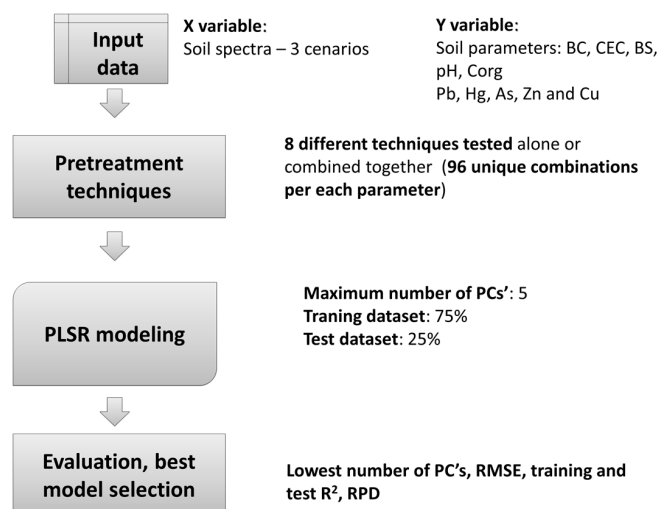 Input
data
X variable:
Soil spectra – 3 cenarios
Y variable:
Soil parameters: BC, CEC, BS,
pH, Corg
Pb, Hg, As, Zn and Cu
Pretreatment
techniques
8 different techniques tested alone or
combined together (96 unique combinations
per each parameter)
PLSR modeling
Maximum number of PCs’: 5
Traning dataset: 75%
Test dataset: 25%
Evaluation, best
model selection
Lowest number of PC’s, RMSE, training and
test R², RPD